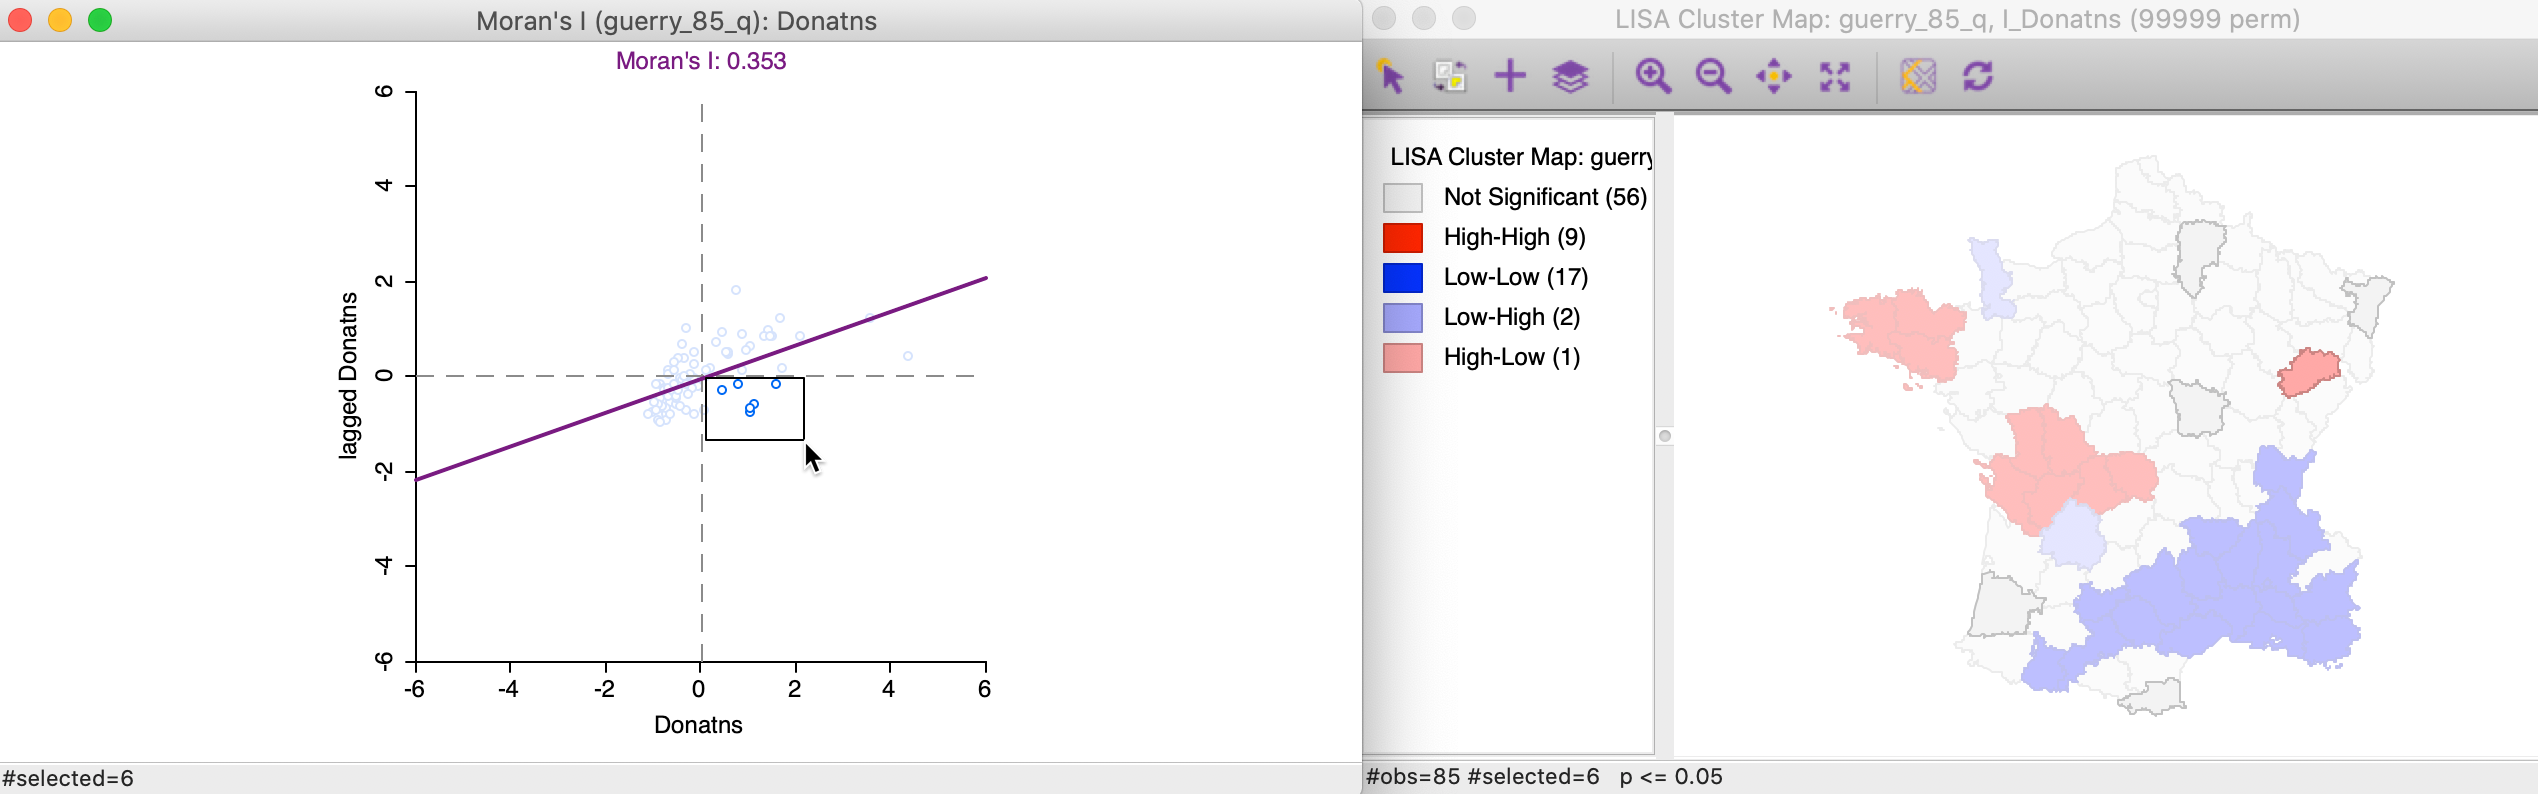 Moran's I (guerry_85_q): Donatns
Moran's I: 0.353
6
4
2
0
-2
-4
-6
lagged Donatns
-6 -4 -2 0 2 4 6
Donatns
#selected=6
LISA Cluster Map: guerry_85_q, I_Donatns (99999 perm)
LISA Cluster Map: guerry
Not Significant (56)
High-High (9)
Low-Low (17)
Low-High (2)
High-Low (1)
#obs=85 #selected=6 p <= 0.05